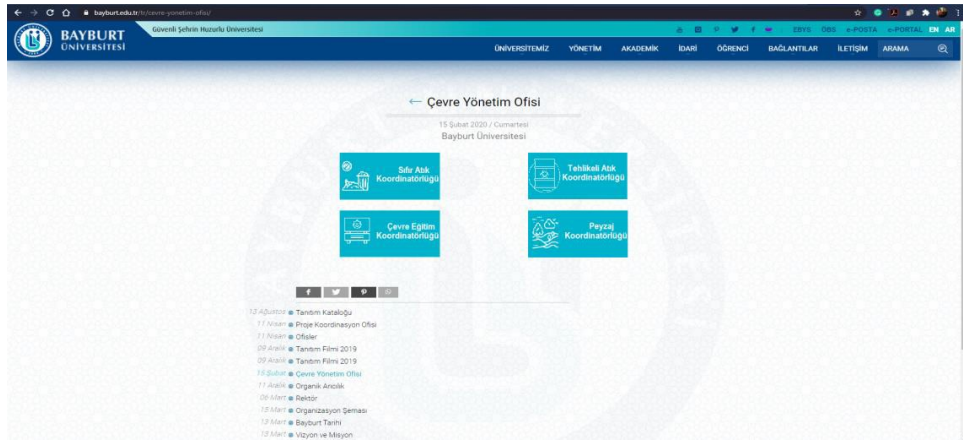 bayburt.edu.tr/tr/cevre-yonetim-ofisi/
BAYBURT
ÜNİVERSİTESİ
Güvenli Şehrin Huzurlu Üniversitesi
EBYS OBS e-POSTA e-PORTAL EN AR
ÜNİVERSİTEMİZ YÖNETİM AKADEMİK İDARİ ÖĞRENCİ BAĞLANTILAR İLETİŞİM ARAMA
← Çevre Yönetim Ofisi
15 Şubat 2020 / Cumartesi
Bayburt Üniversitesi
Sıfır Atık
Koordinatörlüğü
Tehlikeli Atık
Koordinatörlüğü
Çevre Eğitim
Koordinatörlüğü
Peyzaj
Koordinatörlüğü
13 Ağustos Tanıtım Kataloğu
11 Nisan Proje Koordinasyon Ofisi
11 Nisan Ofisler
09 Aralık Tanıtım Filmi 2019
09 Aralık Tanıtım Filmi 2019
15 Şubat Çevre Yönetim Ofisi
11 Aralık Organik Arıcılık
06 Mart Rektör
15 Mart Organizasyon Şeması
13 Mart Bayburt Tarihi
13 Mart Vizyon ve Misyon